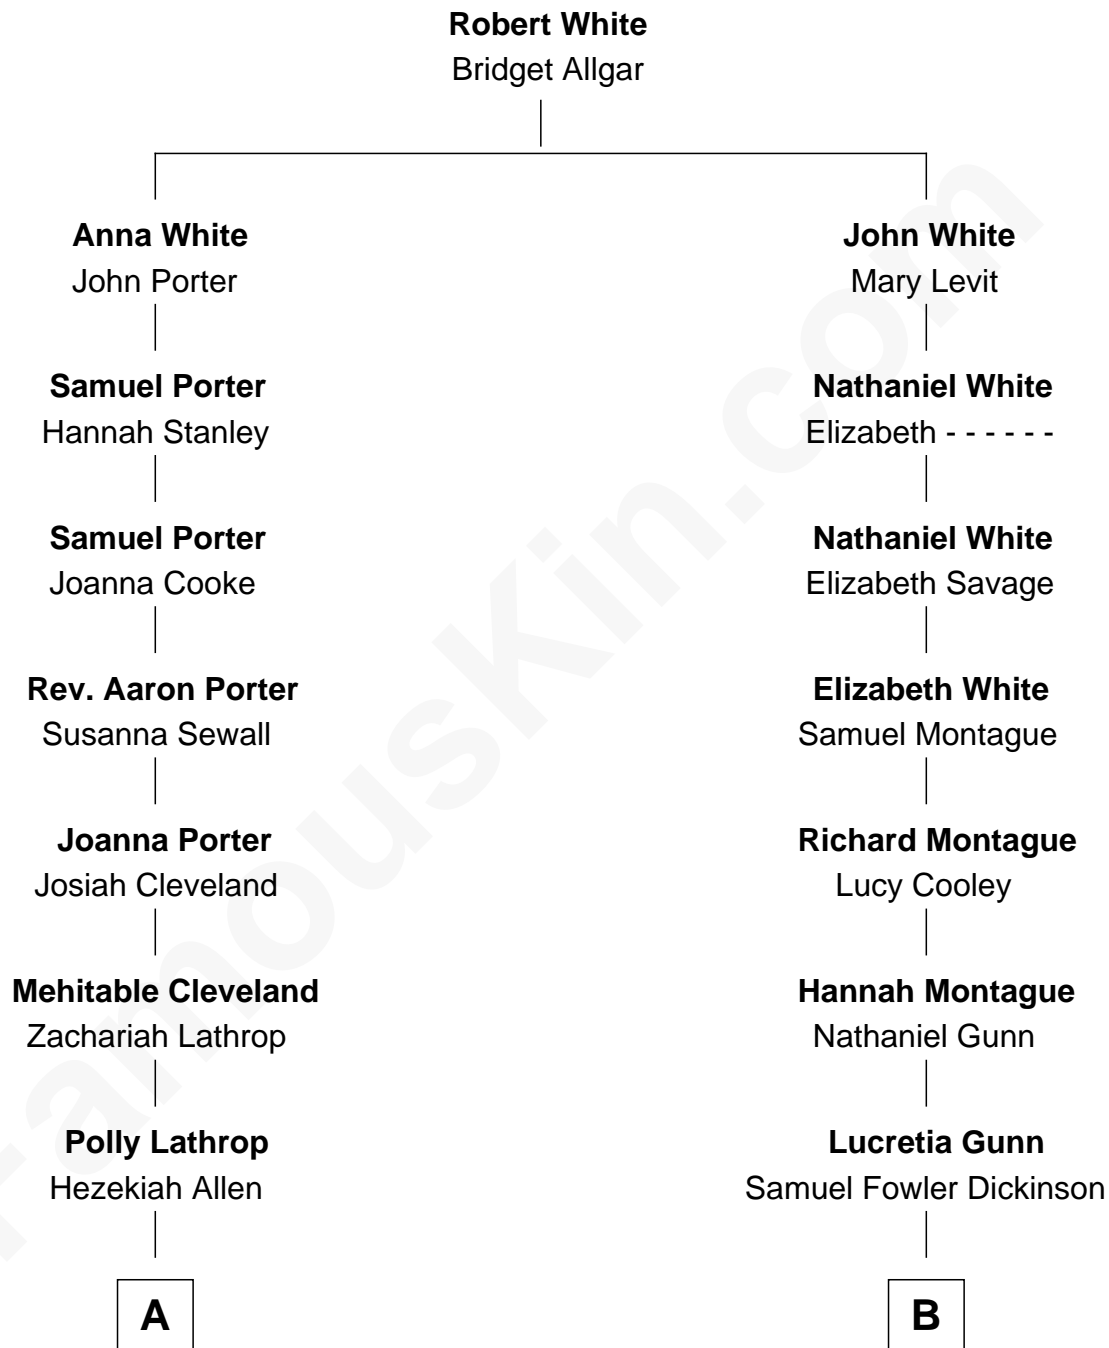 Robert White
Bridget Allgar
Anna White
John Porter
Samuel Porter
Hannah Stanley
Samuel Porter
Joanna Cooke
Rev. Aaron Porter
Susanna Sewall
Joanna Porter
Josiah Cleveland
Mehitable Cleveland
Zachariah Lathrop
Polly Lathrop
Hezekiah Allen
A
John White
Mary Levit
Nathaniel White
Elizabeth - - - - - -
Nathaniel White
Elizabeth Savage
Elizabeth White
Samuel Montague
Richard Montague
Lucy Cooley
Hannah Montague
Nathaniel Gunn
Lucretia Gunn
Samuel Fowler Dickinson
B
FamousKin.com